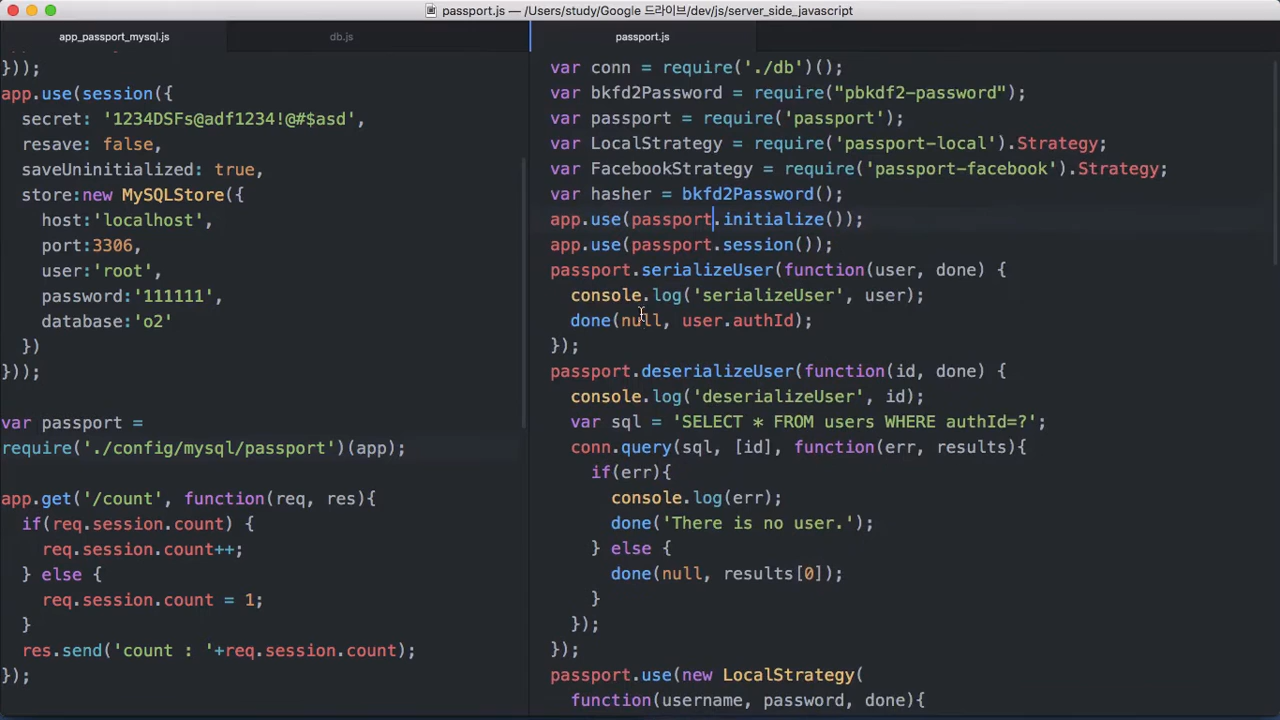 passport.js — /Users/study/Google 드라이브/dev/js/server_side_javascript
app_passport_mysql.js
db.js
}));
app.use(session({
secret: '1234DSFs@adf1234!@#$asd',
resave: false,
saveUninitialized: true,
store:new MySQLStore({
host:'localhost',
port:3306,
user:'root',
password:'111111',
database:'o2'
})
}));
var passport =
require('./config/mysql/passport')(app);
app.get('/count', function(req, res){
if(req.session.count) {
req.session.count++;
} else {
req.session.count = 1;
}
res.send('count : '+req.session.count);
});
passport.js
var conn = require('./db')();
var bkfd2Password = require("pbkdf2-password");
var passport = require('passport');
var LocalStrategy = require('passport-local').Strategy;
var FacebookStrategy = require('passport-facebook').Strategy;
var hasher = bkfd2Password();
app.use(passport.initialize());
app.use(passport.session());
passport.serializeUser(function(user, done) {
console.log('serializeUser', user);
done(null, user.authId);
});
passport.deserializeUser(function(id, done) {
console.log('deserializeUser', id);
var sql = 'SELECT * FROM users WHERE authId=?';
conn.query(sql, [id], function(err, results){
if(err){
console.log(err);
done('There is no user.');
} else {
done(null, results[0]);
}
});
});
passport.use(new LocalStrategy(
function(username, password, done){